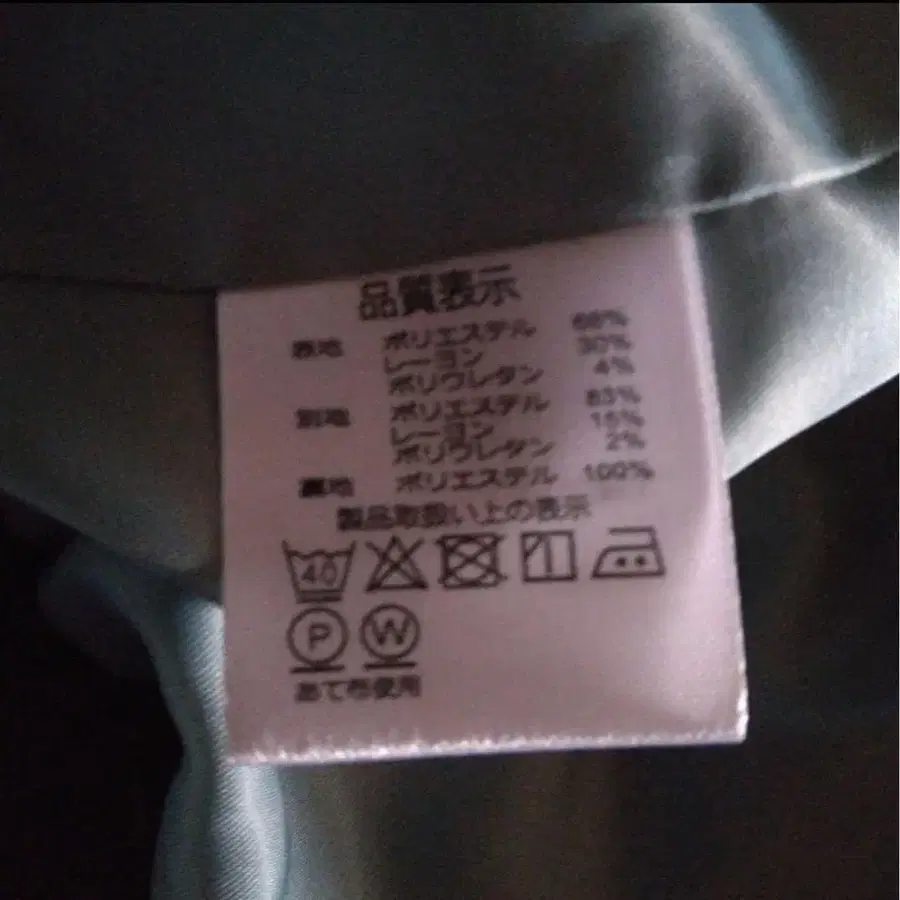 品質表示
表地 ポリエステル 66%
レーヨン 30%
ポリウレタン 4%
別地 ポリエステル 83%
レーヨン 15%
ポリウレタン 2%
裏地 ポリエステル 100%
製品取扱い上の表示
40
P W
あて布使用